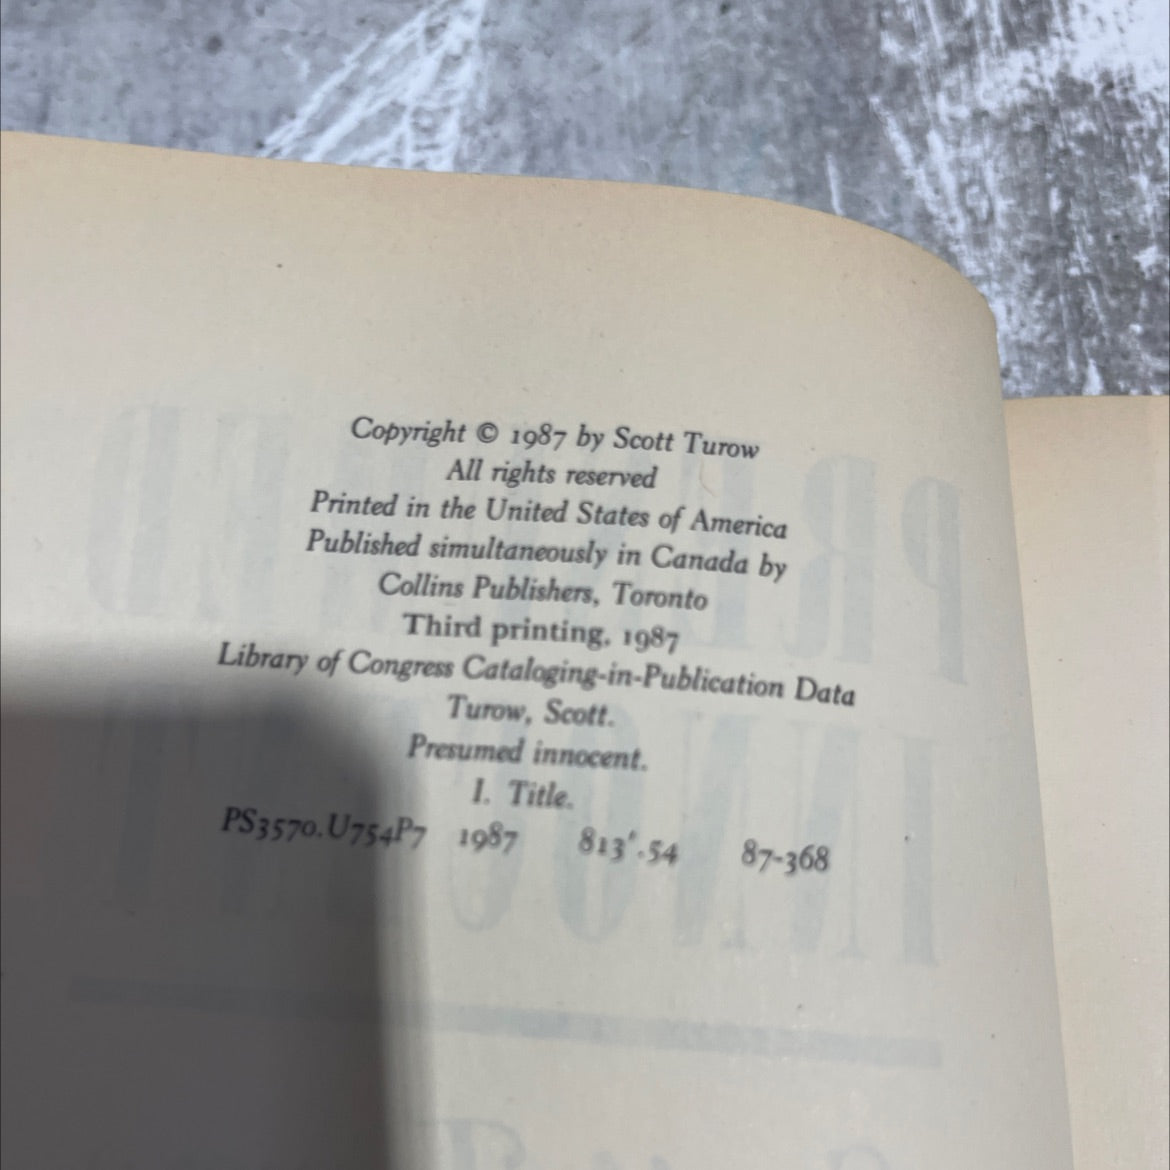 Copyright © 1987 by Scott Turow
All rights reserved
Printed in the United States of America
Published simultaneously in Canada by
Collins Publishers, Toronto
Third printing, 1987
Library of Congress Cataloging-in-Publication Data
Turow, Scott.
Presumed innocent.
I. Title.
PS3570.U754P7 1987 813'.54 87-368